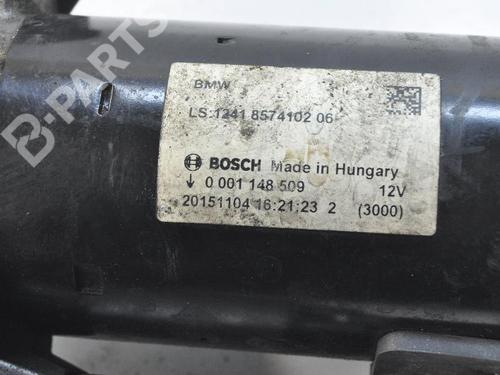 B-PARTS
BMW
LS:1241 8574102 06
BOSCH Made in Hungary
↓ 0 001 148 509 12V
20151104 16:21:23 2 (3000)